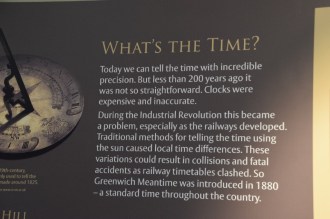 WHAT'S THE TIME?
Today we can tell the time with incredible
precision. But less than 200 years ago it
was not so straightforward. Clocks were
expensive and inaccurate.
During the Industrial Revolution this became
a problem, especially as the railways developed.
Traditional methods for telling the time using
the sun caused local time differences. These
variations could result in collisions and fatal
accidents as railway timetables clashed. So
Greenwich Meantime was introduced in 1880
– a standard time throughout the country.
HILL